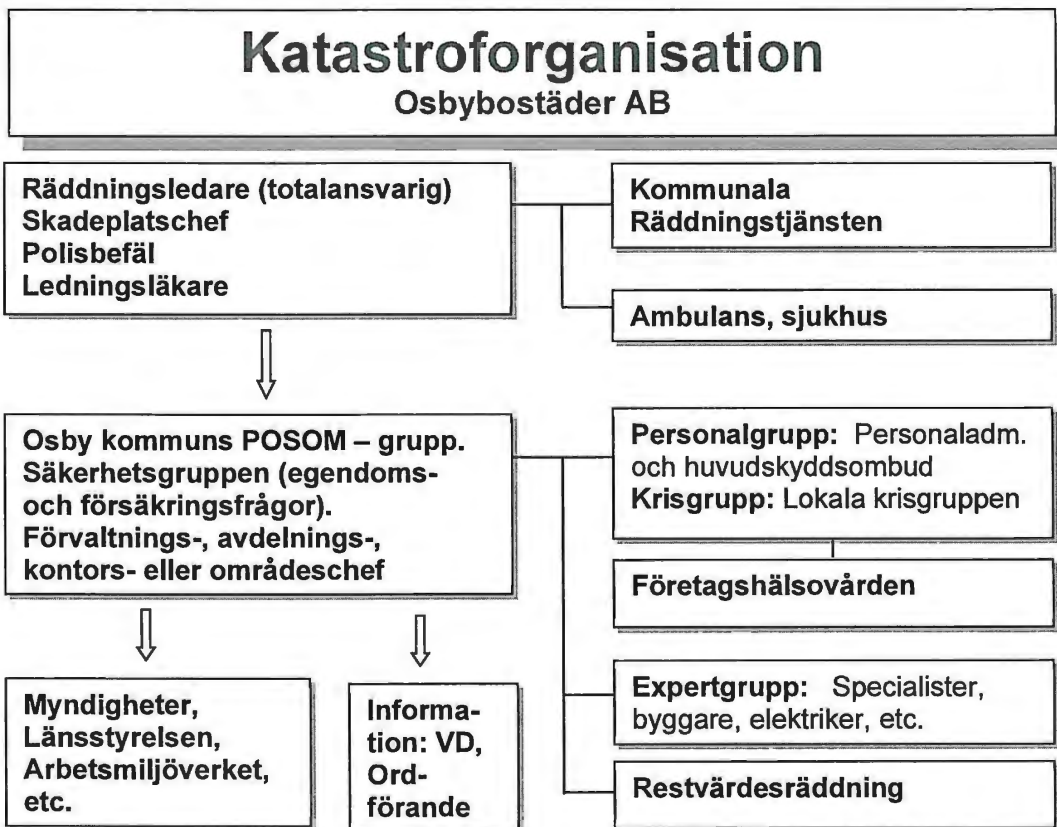 Katastroforganisation
Osbybostäder AB
Räddningsledare (totalansvarig)
Skadeplatschef
Polisbefäl
Ledningsläkare
Kommunala
Räddningstjänsten
Ambulans, sjukhus
Osby kommuns POSOM – grupp.
Säkerhetsgruppen (egendoms-
och försäkringsfrågor).
Förvaltnings-, avdelnings-,
kontors- eller områdeschef
Personalgrupp: Personaladm.
och huvudskyddsombud
Krisgrupp: Lokala krisgruppen
Företagshälsovården
Expertgrupp: Specialister,
byggare, elektriker, etc.
Restvärdesräddning
Myndigheter,
Länsstyrelsen,
Arbetsmiljöverket,
etc.
Informa-
tion: VD,
Ord-
förande